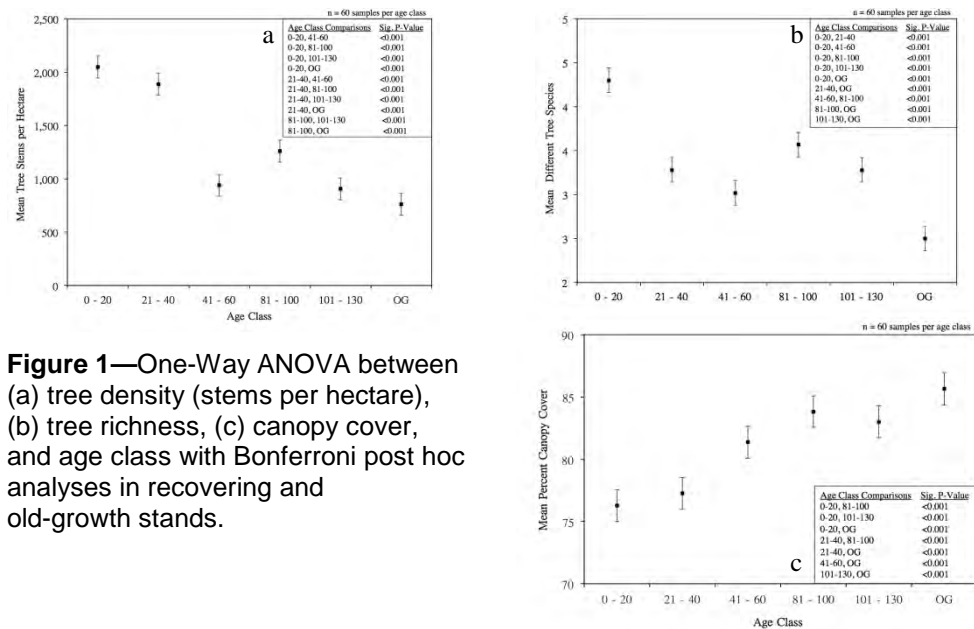 n = 60 samples per age class
2,500
2,000
1,500
1,000
500
0
Mean Tree Stems per Hectare
a
Age Class Comparisons Sig. P-Value
0-20, 41-60 <0.001
0-20, 81-100 <0.001
0-20, 101-130 <0.001
0-20, OG <0.001
21-40, 41-60 <0.001
21-40, 81-100 <0.001
21-40, 101-130 <0.001
21-40, OG <0.001
81-100, 101-130 <0.001
81-100, OG <0.001
0 - 20 21 - 40 41 - 60 81 - 100 101 - 130 OG
Age Class
n = 60 samples per age class
5
5
4
4
3
3
2
Mean Different Tree Species
b
Age Class Comparisons Sig. P-Value
0-20, 21-40 <0.001
0-20, 41-60 <0.001
0-20, 81-100 <0.001
0-20, 101-130 <0.001
0-20, OG <0.001
21-40, OG <0.001
41-60, 81-100 <0.001
81-100, OG <0.001
101-130, OG <0.001
0 - 20 21 - 40 41 - 60 81 - 100 101 - 130 OG
Figure 1—One-Way ANOVA between
(a) tree density (stems per hectare),
(b) tree richness, (c) canopy cover,
and age class with Bonferroni post hoc
analyses in recovering and
old-growth stands.
n = 60 samples per age class
90
85
80
75
70
Mean Percent Canopy Cover
Age Class Comparisons Sig. P-Value
0-20, 81-100 <0.001
0-20, 101-130 <0.001
0-20, OG <0.001
21-40, 81-100 <0.001
21-40, OG <0.001
41-60, OG <0.001
101-130, OG <0.001
c
0 - 20 21 - 40 41 - 60 81 - 100 101 - 130 OG
Age Class